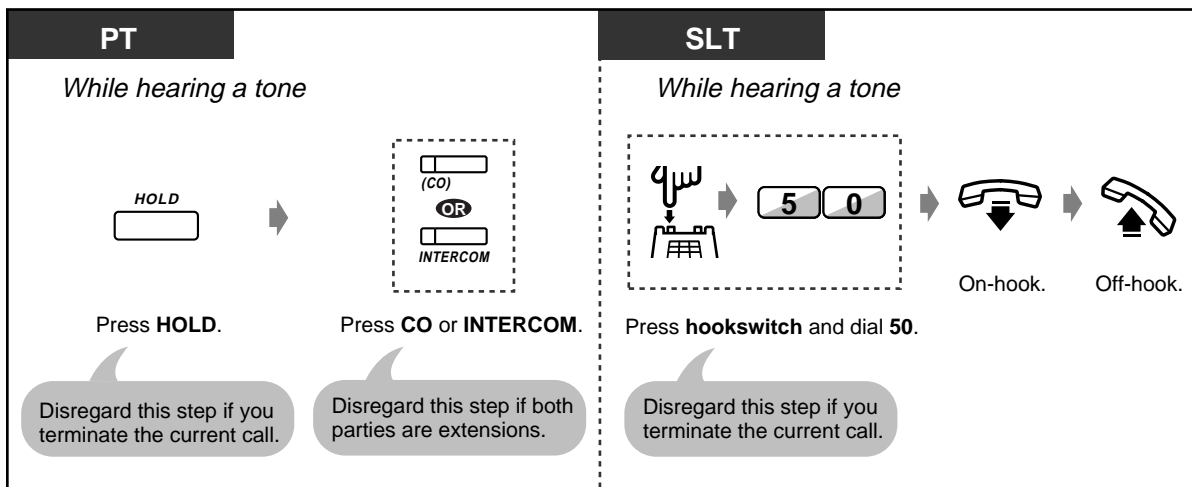 PT
While hearing a tone
HOLD
(CO)
OR
INTERCOM
Press HOLD.
Press CO or INTERCOM.
Disregard this step if you
terminate the current call.
Disregard this step if both
parties are extensions.
SLT
While hearing a tone
5 0
On-hook.
Off-hook.
Press hookswitch and dial 50.
Disregard this step if you
terminate the current call.